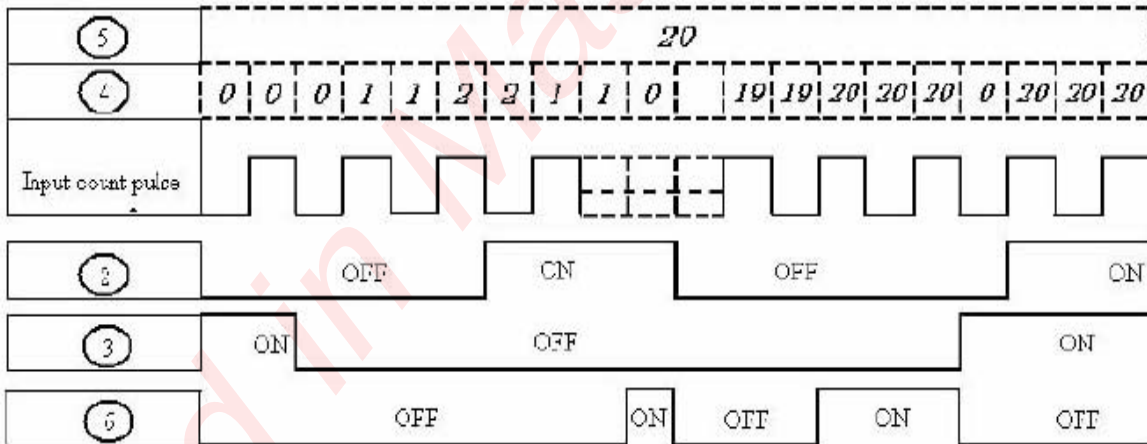 5 20
4 0 0 0 1 1 2 2 1 1 0 19 19 20 20 20 0 20 20 20
Input count pulse
2 OFF ON OFF ON
3 ON OFF ON
6 OFF ON OFF ON OFF
d in Ma